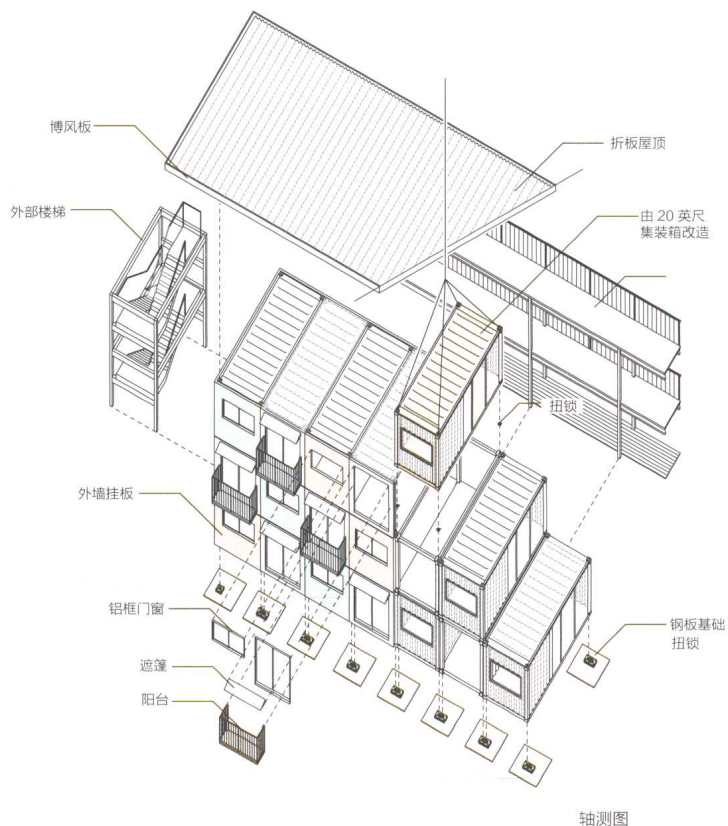 博风板
折板屋顶
外部楼梯
由 20 英尺
集装箱改造
扭锁
外墙挂板
铝框门窗
钢板基础
扭锁
遮篷
阳台
轴测图